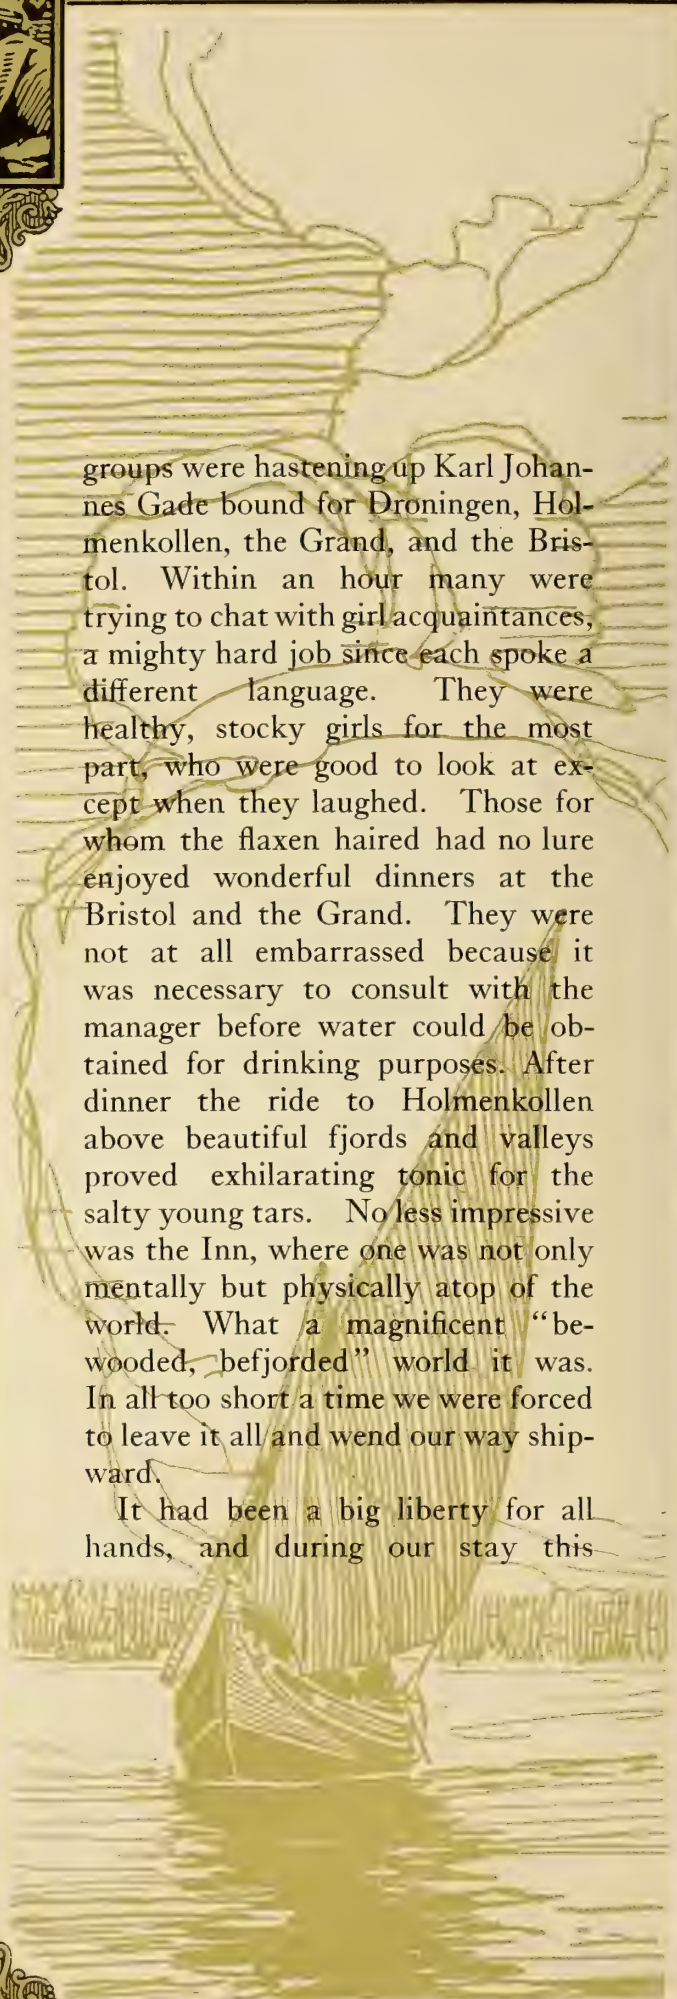 groups were hastening up Karl Johan-
nes Gade bound for Droningen, Hol-
menkollen, the Grand, and the Bris-
tol. Within an hour many were
trying to chat with girl acquaintances,
a mighty hard job since each spoke a
different language. They were
healthy, stocky girls for the most
part, who were good to look at ex-
cept when they laughed. Those for
whom the flaxen haired had no lure
enjoyed wonderful dinners at the
Bristol and the Grand. They were
not at all embarrassed because it
was necessary to consult with the
manager before water could be ob-
tained for drinking purposes. After
dinner the ride to Holmenkollen
above beautiful fjords and valleys
proved exhilarating tonic for the
salty young tars. No less impressive
was the Inn, where one was not only
mentally but physically atop of the
world. What a magnificent "be-
wooded, befjorded" world it was.
In all too short a time we were forced
to leave it all and wend our way ship-
ward.
It had been a big liberty for all
hands, and during our stay this